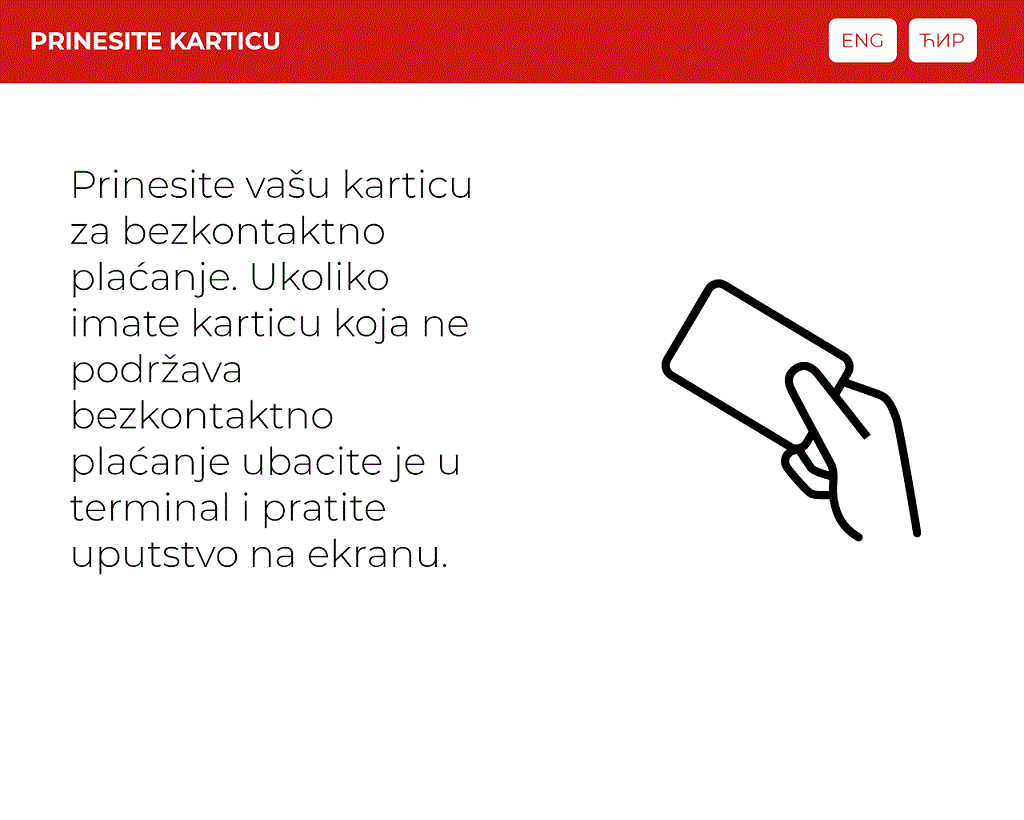 PRINESITE KARTICU
ENG
ЋИР
Prinesite vašu karticu
za bezkontaktno
plaćanje. Ukoliko
imate karticu koja ne
podržava
bezkontaktno
plaćanje ubacite je u
terminal i pratite
uputstvo na ekranu.